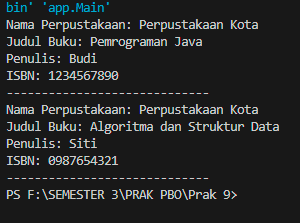 bin' 'app.Main'
Nama Perpustakaan: Perpustakaan Kota
Judul Buku: Pemrograman Java
Penulis: Budi
ISBN: 1234567890
-----------------------------
Nama Perpustakaan: Perpustakaan Kota
Judul Buku: Algoritma dan Struktur Data
Penulis: Siti
ISBN: 0987654321
-----------------------------
PS F:\SEMESTER 3\PRAK PBO\Prak 9>